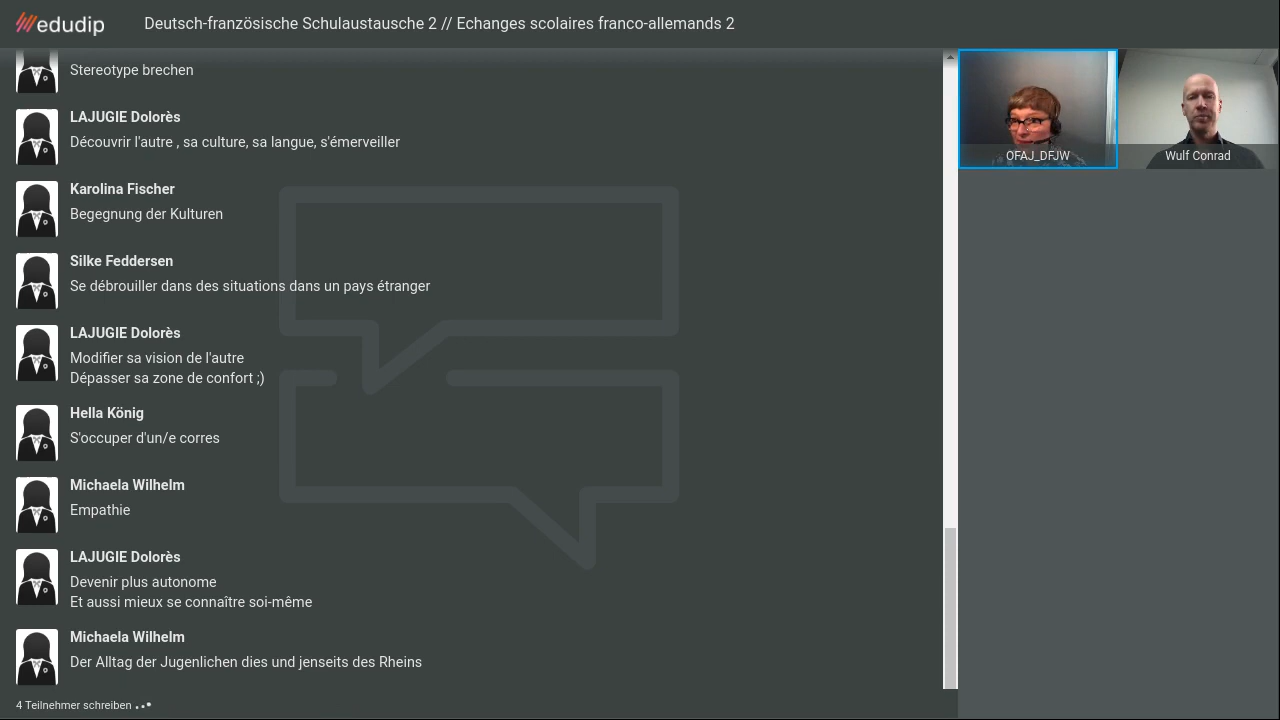 edudip
Deutsch-französische Schulaustausche 2 // Echanges scolaires franco-allemands 2
Stereotype brechen
LAJUGIE Dolorès
Découvrir l'autre , sa culture, sa langue, s'émerveiller
Karolina Fischer
Begegnung der Kulturen
Silke Feddersen
Se débrouiller dans des situations dans un pays étranger
LAJUGIE Dolorès
Modifier sa vision de l'autre
Dépasser sa zone de confort ;)
Hella König
S'occuper d'un/e corres
Michaela Wilhelm
Empathie
LAJUGIE Dolorès
Devenir plus autonome
Et aussi mieux se connaître soi-même
Michaela Wilhelm
Der Alltag der Jugenlichen dies und jenseits des Rheins
4 Teilnehmer schreiben
OFAJ_DFJW
Wulf Conrad